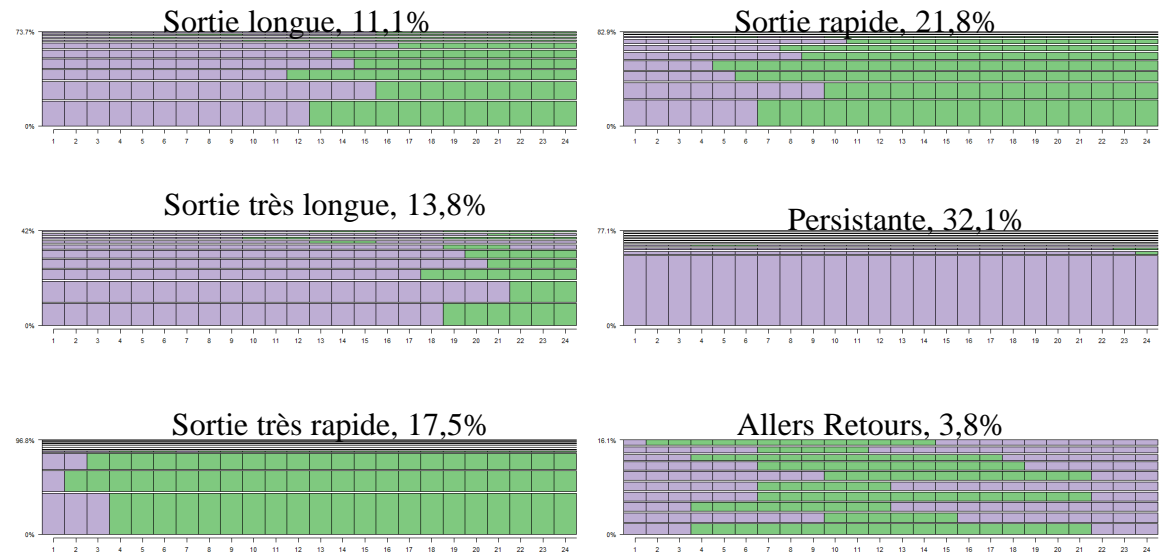 Sortie longue, 11,1%
73.7%
0%
1 2 3 4 5 6 7 8 9 10 11 12 13 14 15 16 17 18 19 20 21 22 23 24
Sortie rapide, 21,8%
82.9%
0%
1 2 3 4 5 6 7 8 9 10 11 12 13 14 15 16 17 18 19 20 21 22 23 24
Sortie très longue, 13,8%
42%
0%
1 2 3 4 5 6 7 8 9 10 11 12 13 14 15 16 17 18 19 20 21 22 23 24
Persistante, 32,1%
77.1%
0%
1 2 3 4 5 6 7 8 9 10 11 12 13 14 15 16 17 18 19 20 21 22 23 24
Sortie très rapide, 17,5%
96.8%
0%
1 2 3 4 5 6 7 8 9 10 11 12 13 14 15 16 17 18 19 20 21 22 23 24
Allers Retours, 3,8%
16.1%
0%
1 2 3 4 5 6 7 8 9 10 11 12 13 14 15 16 17 18 19 20 21 22 23 24